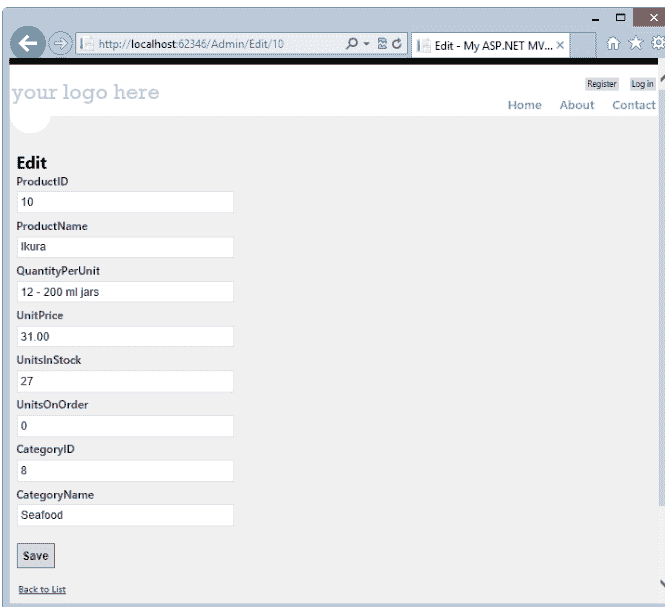 http://localhost:62346/Admin/Edit/10
Edit - My ASP.NET MV...
Register Log in
your logo here
Home About Contact
Edit
ProductID
10
ProductName
Ikura
QuantityPerUnit
12 - 200 ml jars
UnitPrice
31.00
UnitsInStock
27
UnitsOnOrder
0
CategoryID
8
CategoryName
Seafood
Save
Back to List